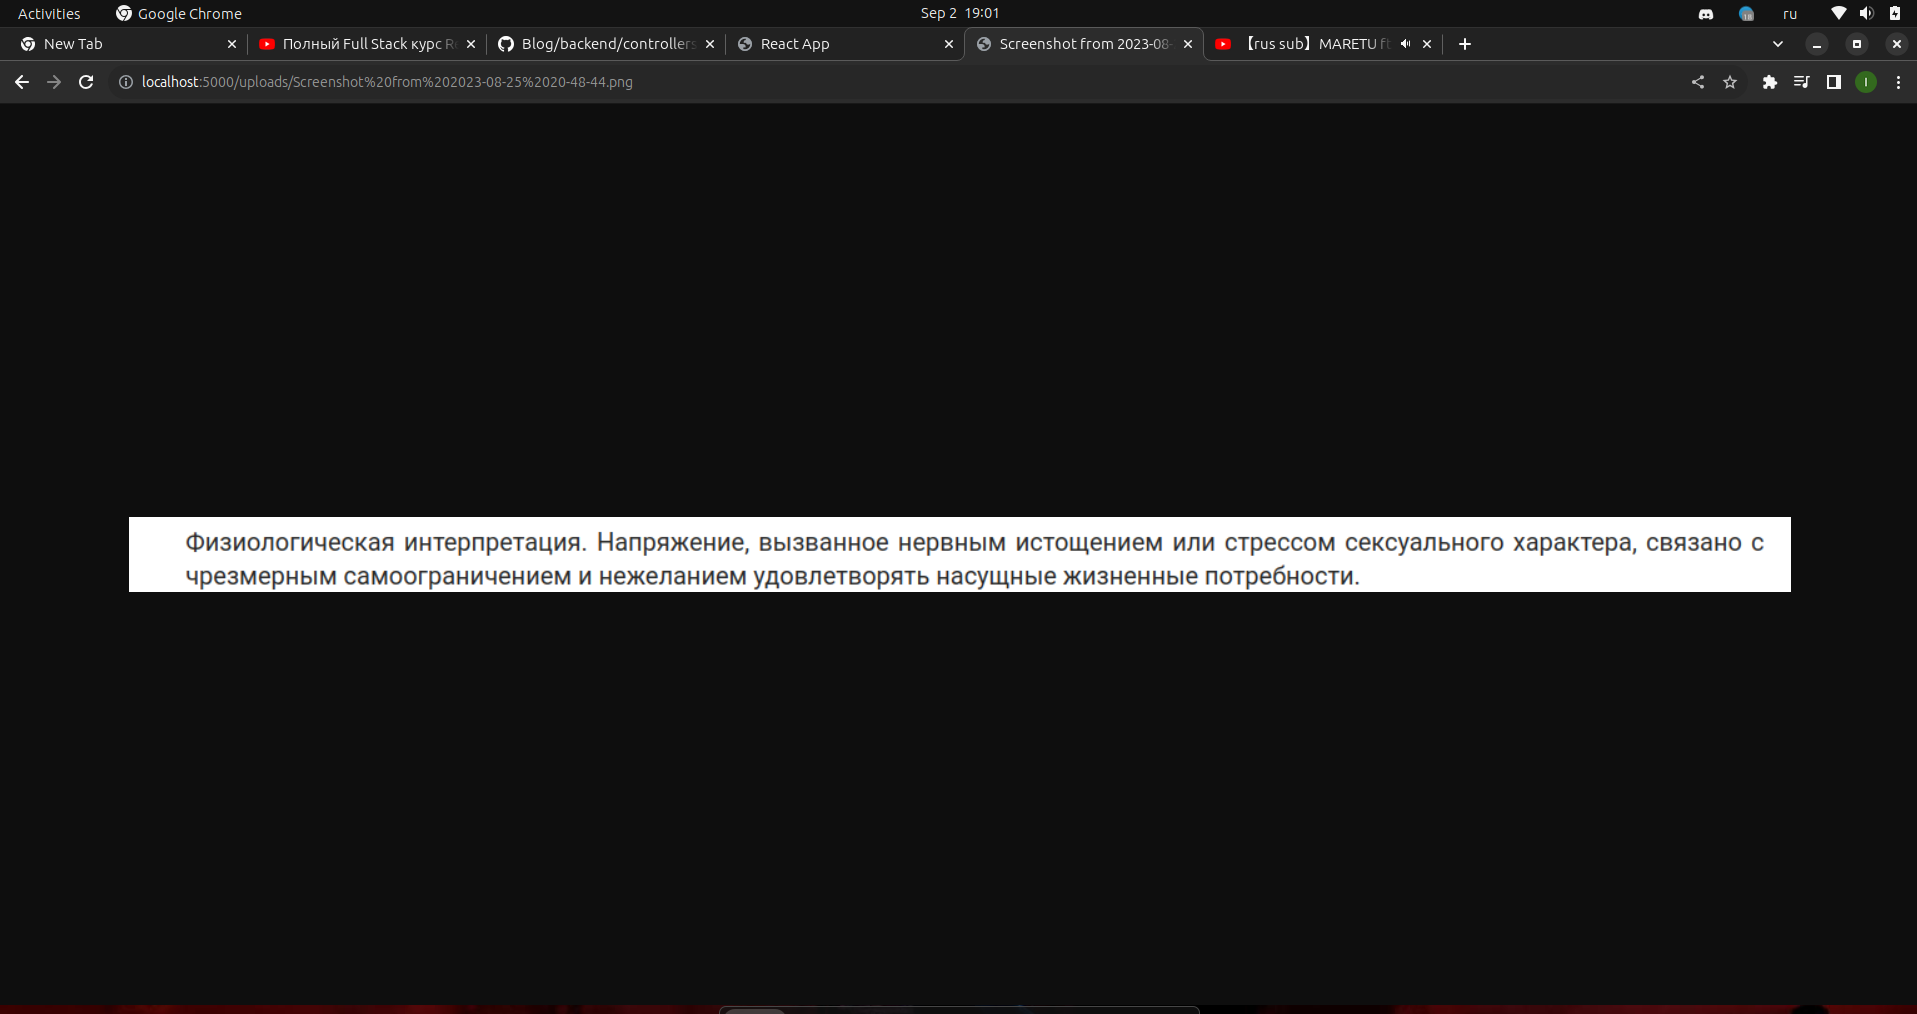 Activities
Google Chrome
Sep 2 19:01
ru
New Tab
Полный Full Stack курс
Blog/backend/controllers
React App
Screenshot from 2023-08-
【rus sub】MARETU ft
localhost:5000/uploads/Screenshot%20from%202023-08-25%2020-48-44.png
I
Физиологическая интерпретация. Напряжение, вызванное нервным истощением или стрессом сексуального характера, связано с
чрезмерным самоограничением и нежеланием удовлетворять насущные жизненные потребности.